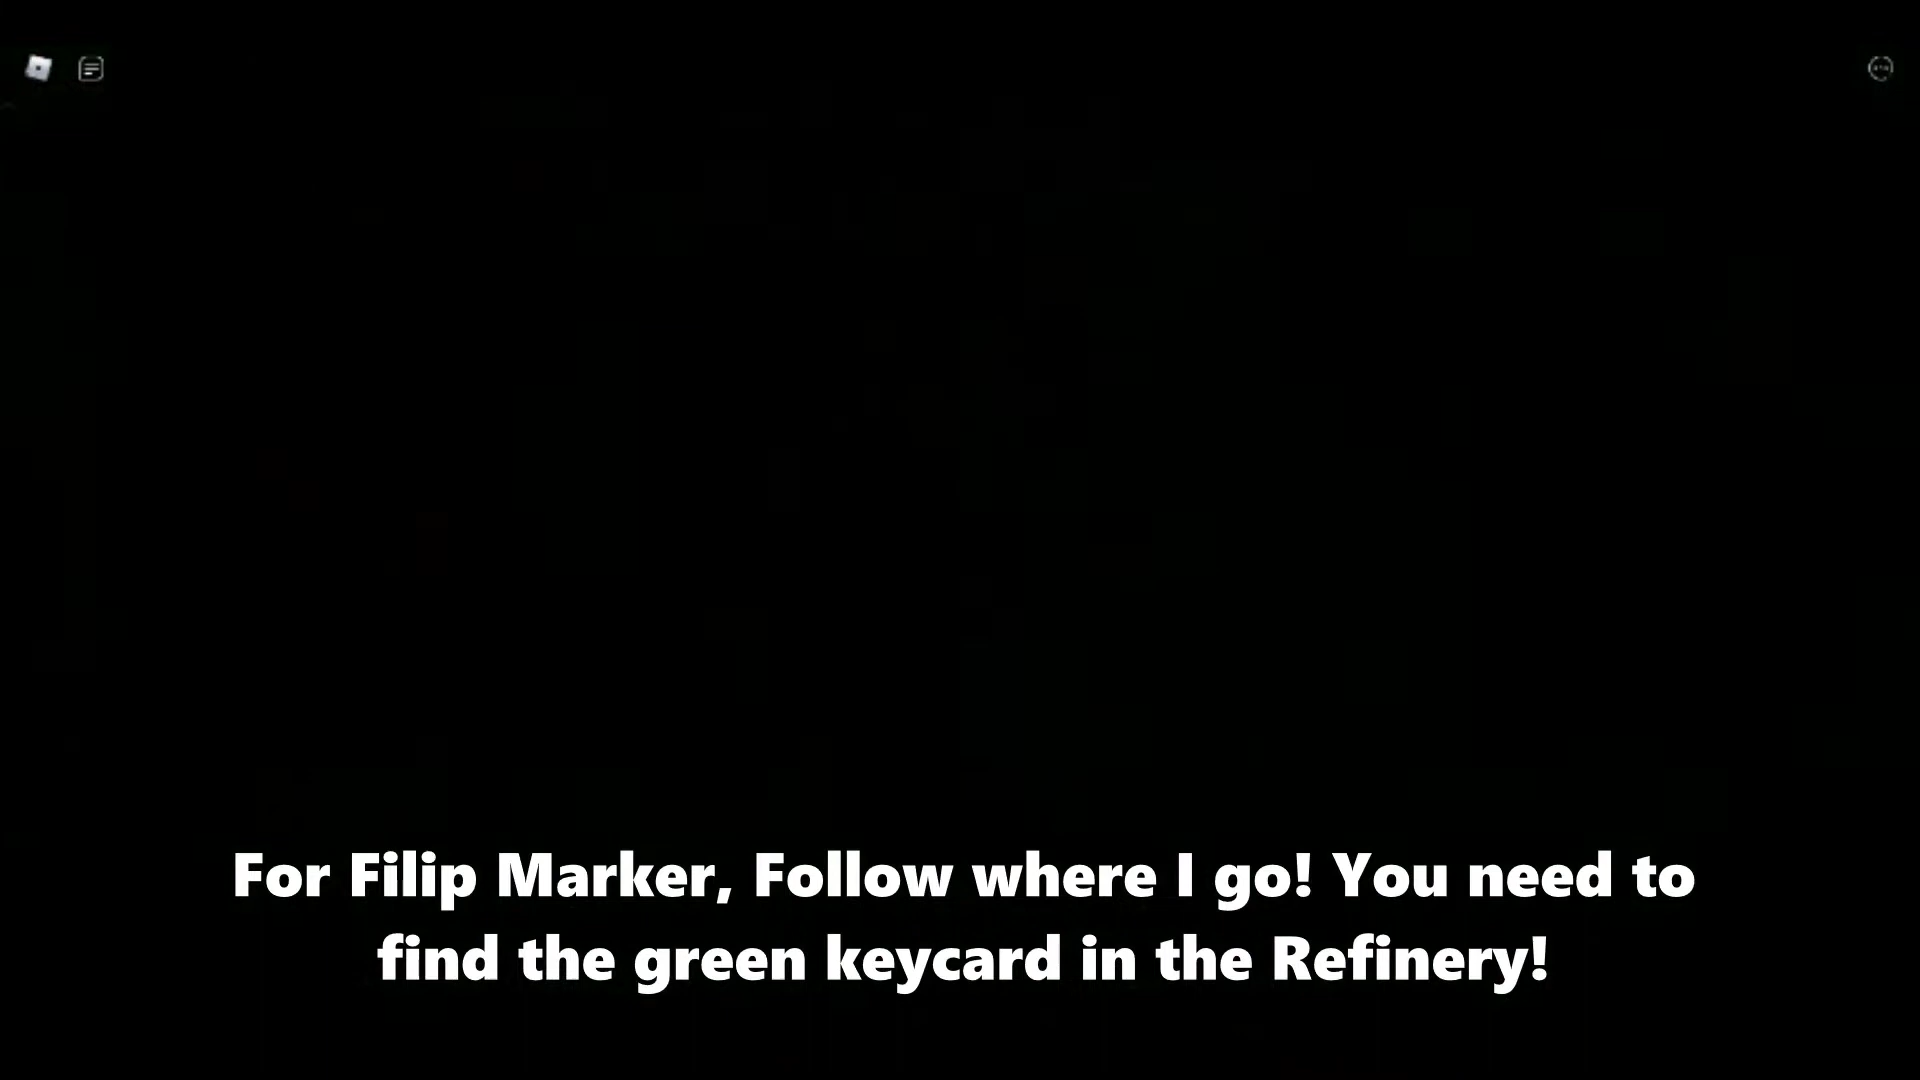 For Filip Marker, Follow where I go! You need to
find the green keycard in the Refinery!